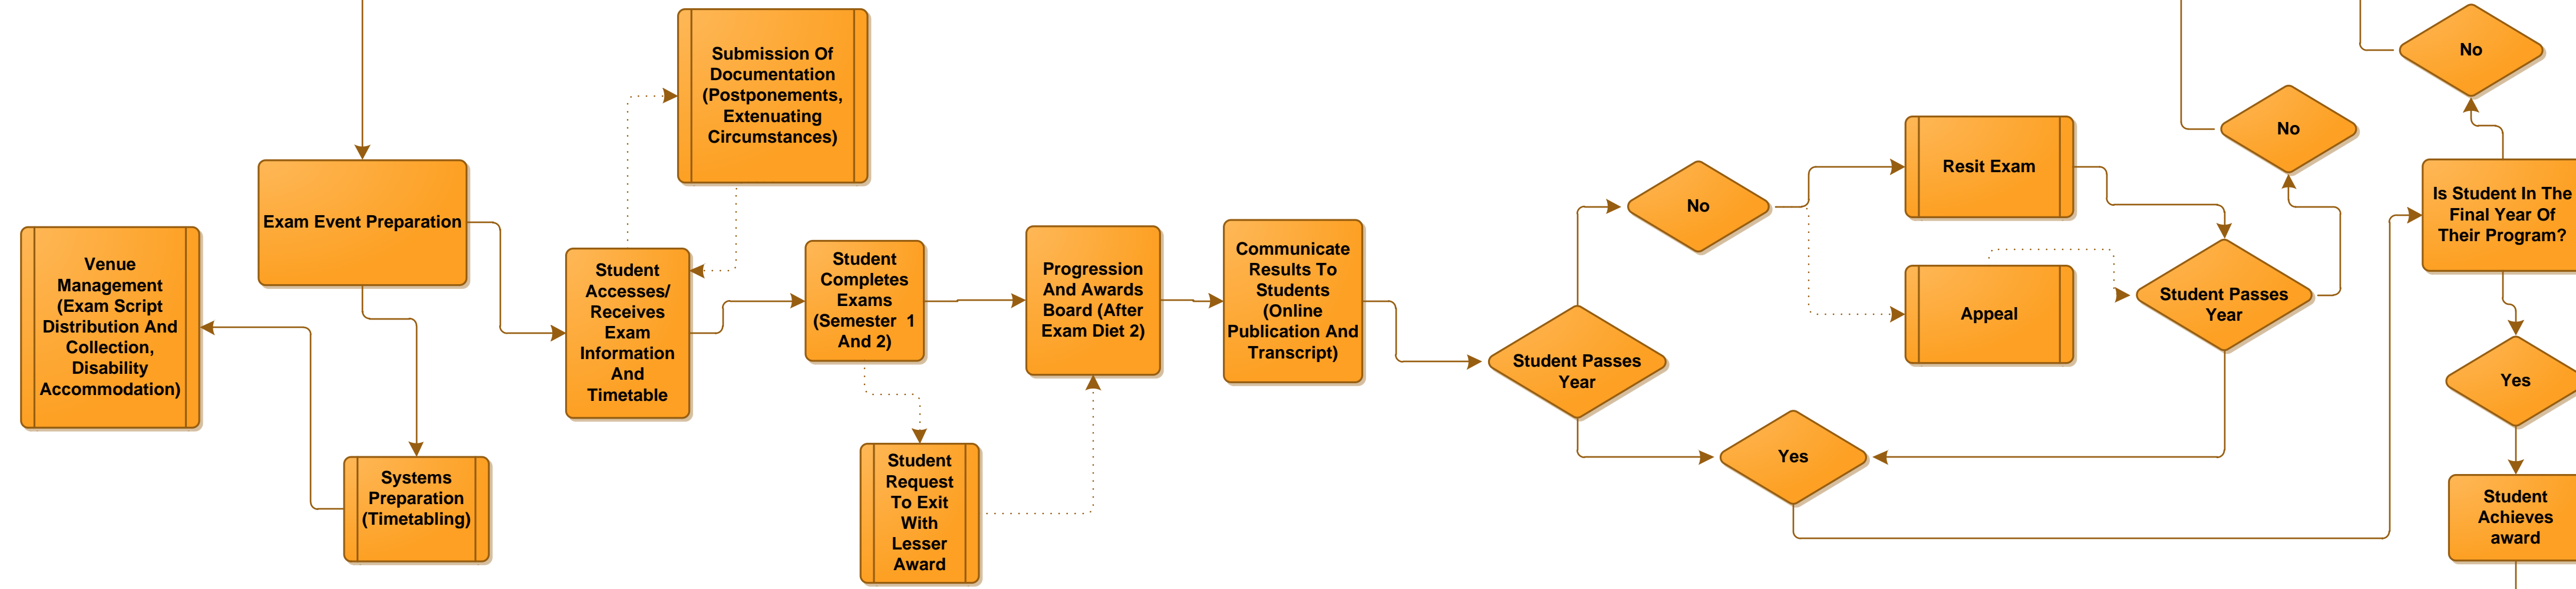 Submission Of
Documentation
(Postponements,
Extenuating
Circumstances)
Exam Event Preparation
Venue
Management
(Exam Script
Distribution And
Collection,
Disability
Accommodation)
Systems
Preparation
(Timetabling)
Student
Accesses/
Receives
Exam
Information
And
Timetable
Student
Completes
Exams
(Semester 1
And 2)
Student
Request
To Exit
With
Lesser
Award
Progression
And Awards
Board (After
Exam Diet 2)
Communicate
Results To
Students
(Online
Publication And
Transcript)
Student Passes
Year
No
Yes
Resit Exam
Appeal
Student Passes
Year
No
No
Is Student In The
Final Year Of
Their Program?
Yes
Student
Achieves
award